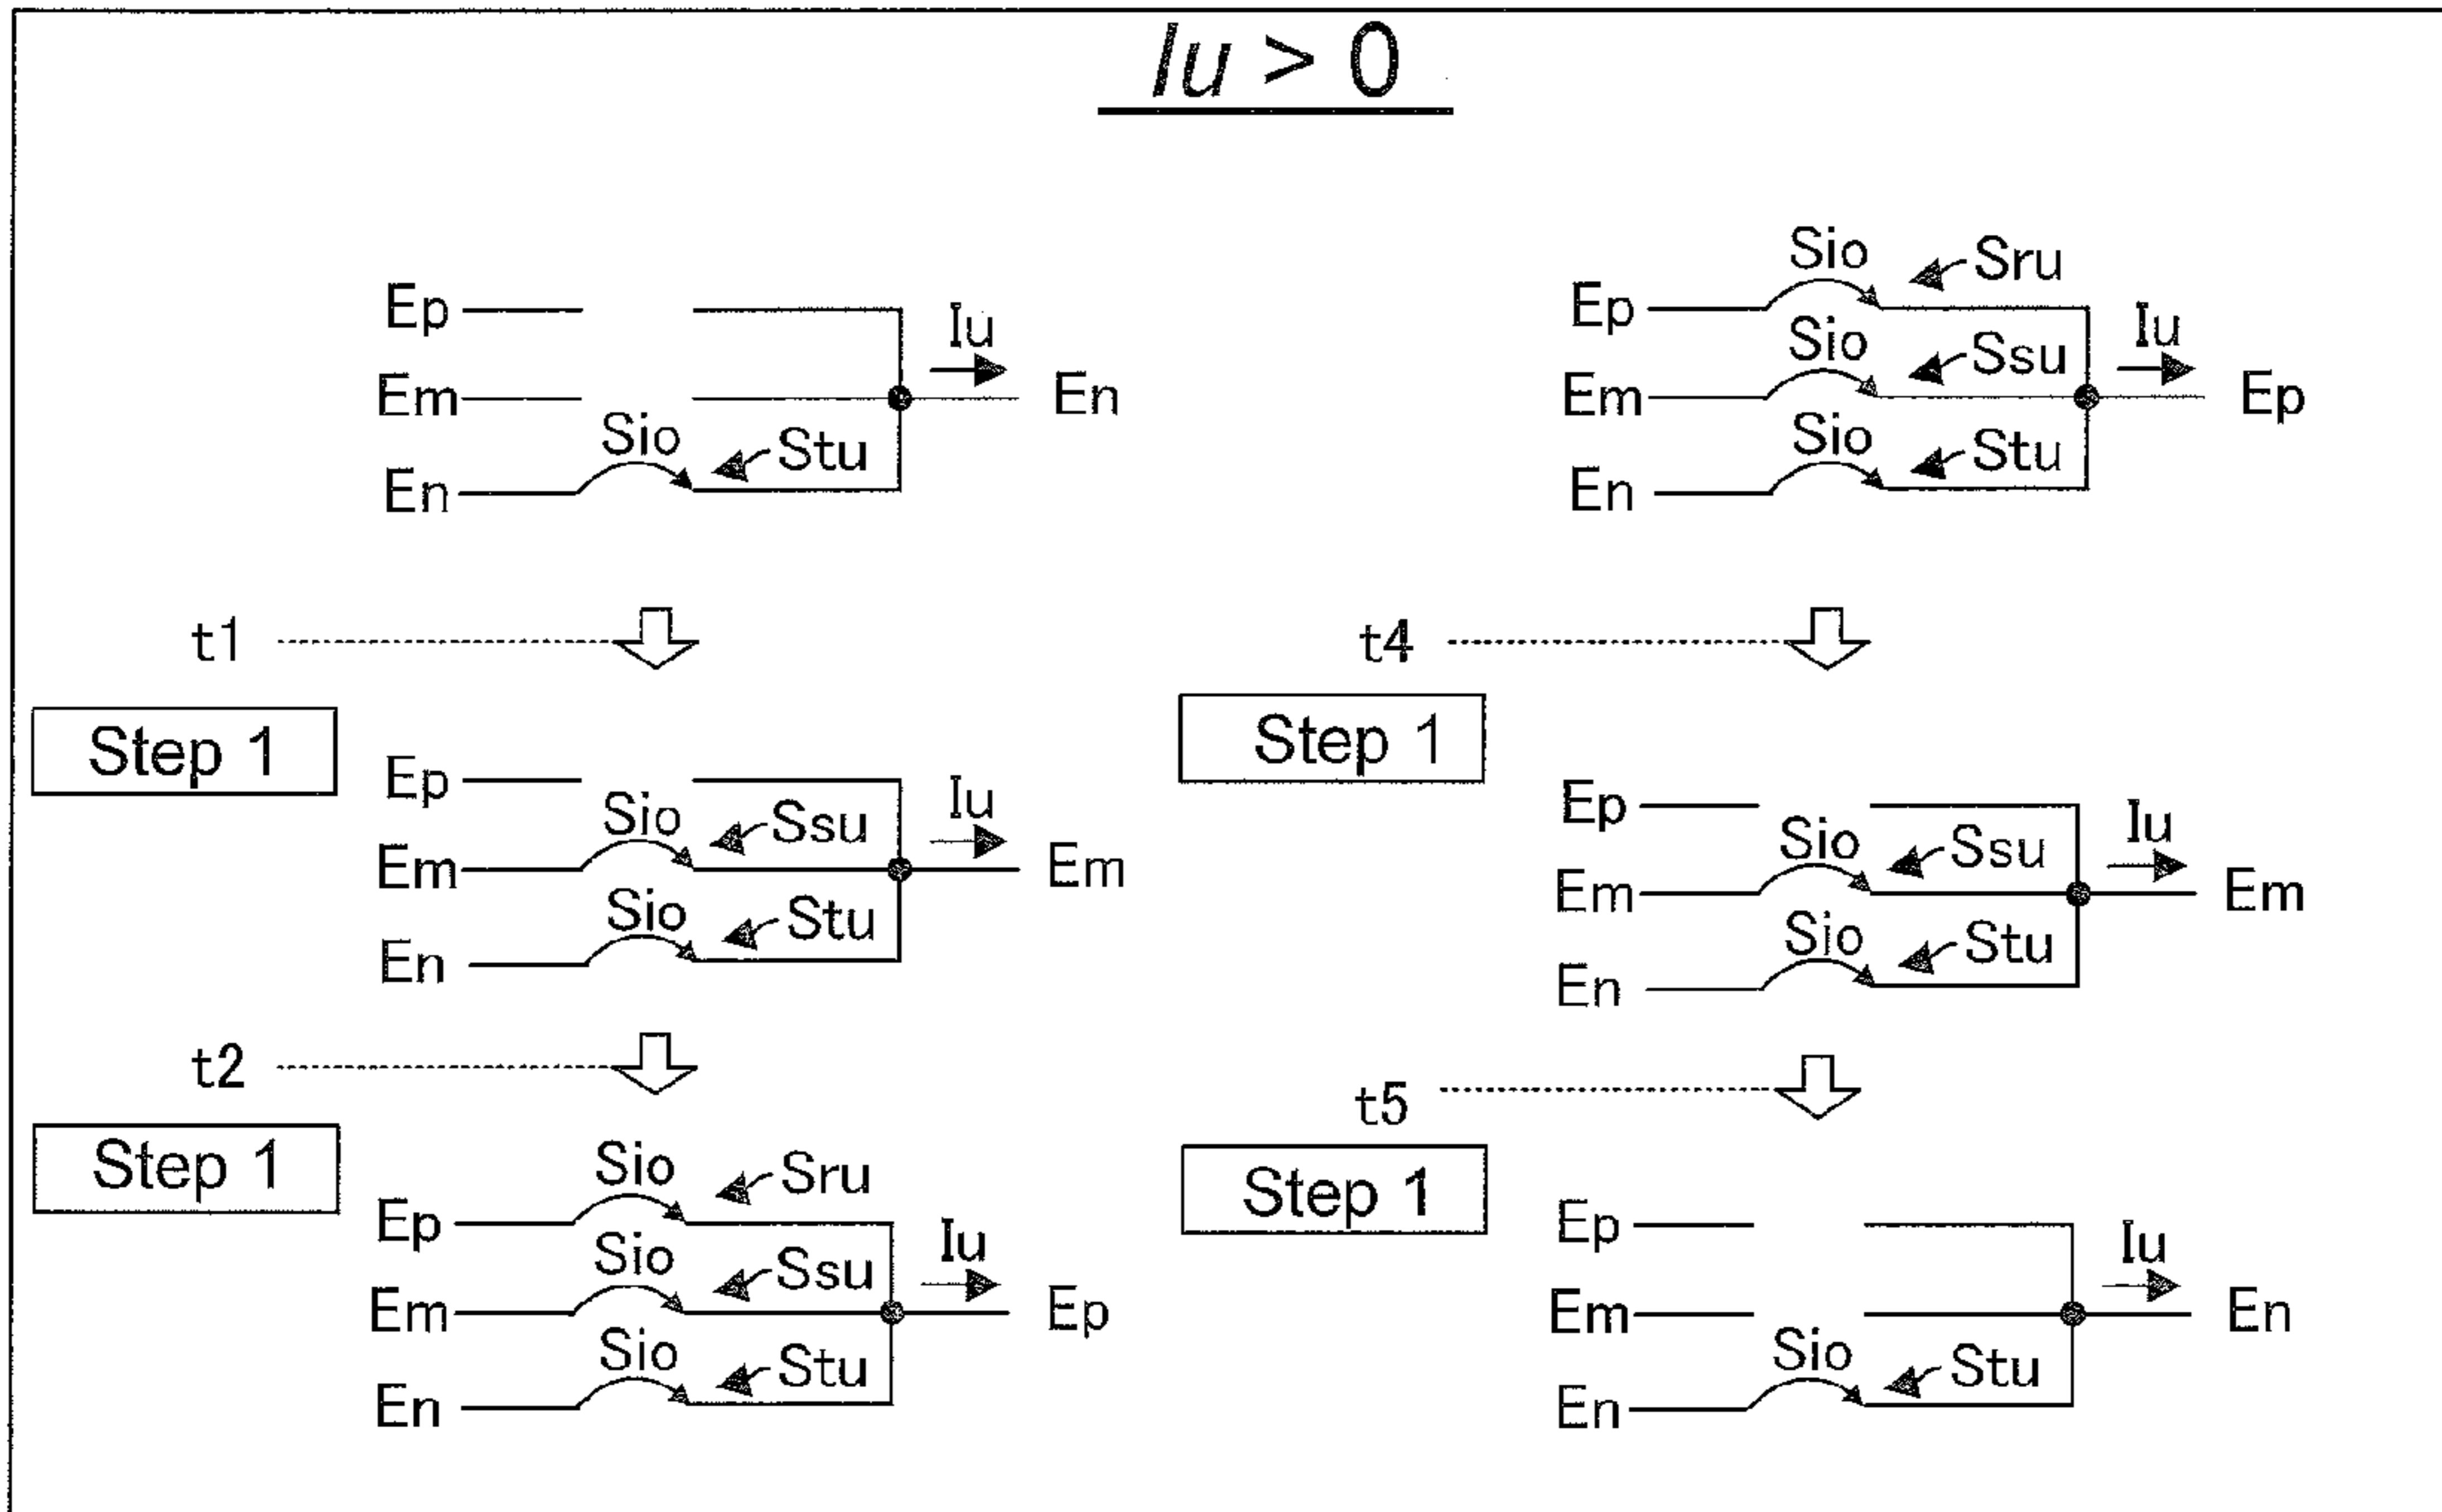 Iu > 0
Ep
Em
En
Sio
Stu
Iu
En
t1
Step 1
Ep
Em
En
Sio
Ssu
Sio
Stu
Iu
Em
t2
Step 1
Ep
Em
En
Sio
Sru
Sio
Ssu
Sio
Stu
Iu
Ep
Ep
Em
En
Sio
Sru
Sio
Ssu
Sio
Stu
Iu
Ep
t4
Step 1
Ep
Em
En
Sio
Ssu
Sio
Stu
Iu
Em
t5
Step 1
Ep
Em
En
Sio
Stu
Iu
En